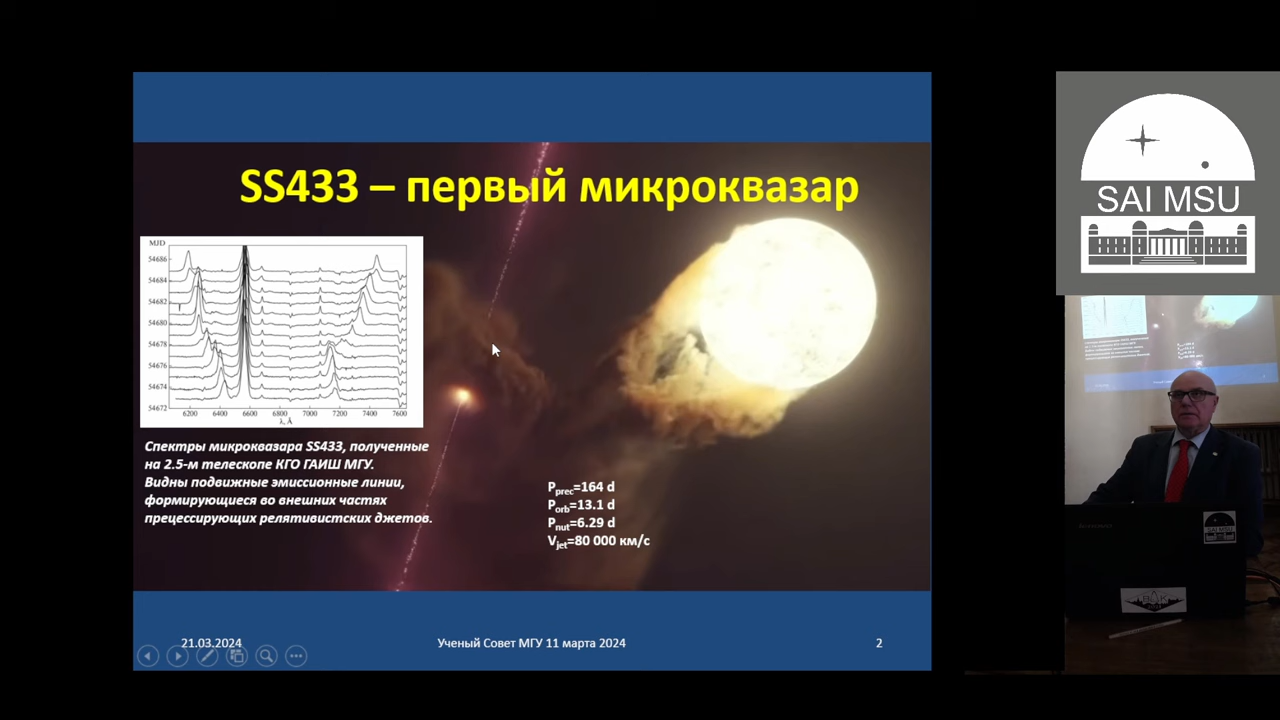 SS433 – первый микроквазар
MJD
54686
54684
54682
54680
54678
54676
54674
54672
6200 6400 6600 6800 7000 7200 7400 7600
λ, Å
Спектры микроквазара SS433, полученные
на 2.5-м телескопе КГО ГАИШ МГУ.
Видны подвижные эмиссионные линии,
формирующиеся во внешних частях
прецессирующих релятивистских джетов.
Pprec=164 d
Porb=13.1 d
Pnut=6.29 d
Vjet=80 000 км/с
21.03.2024
Ученый Совет МГУ 11 марта 2024
2
SAI MSU
SAI MSU